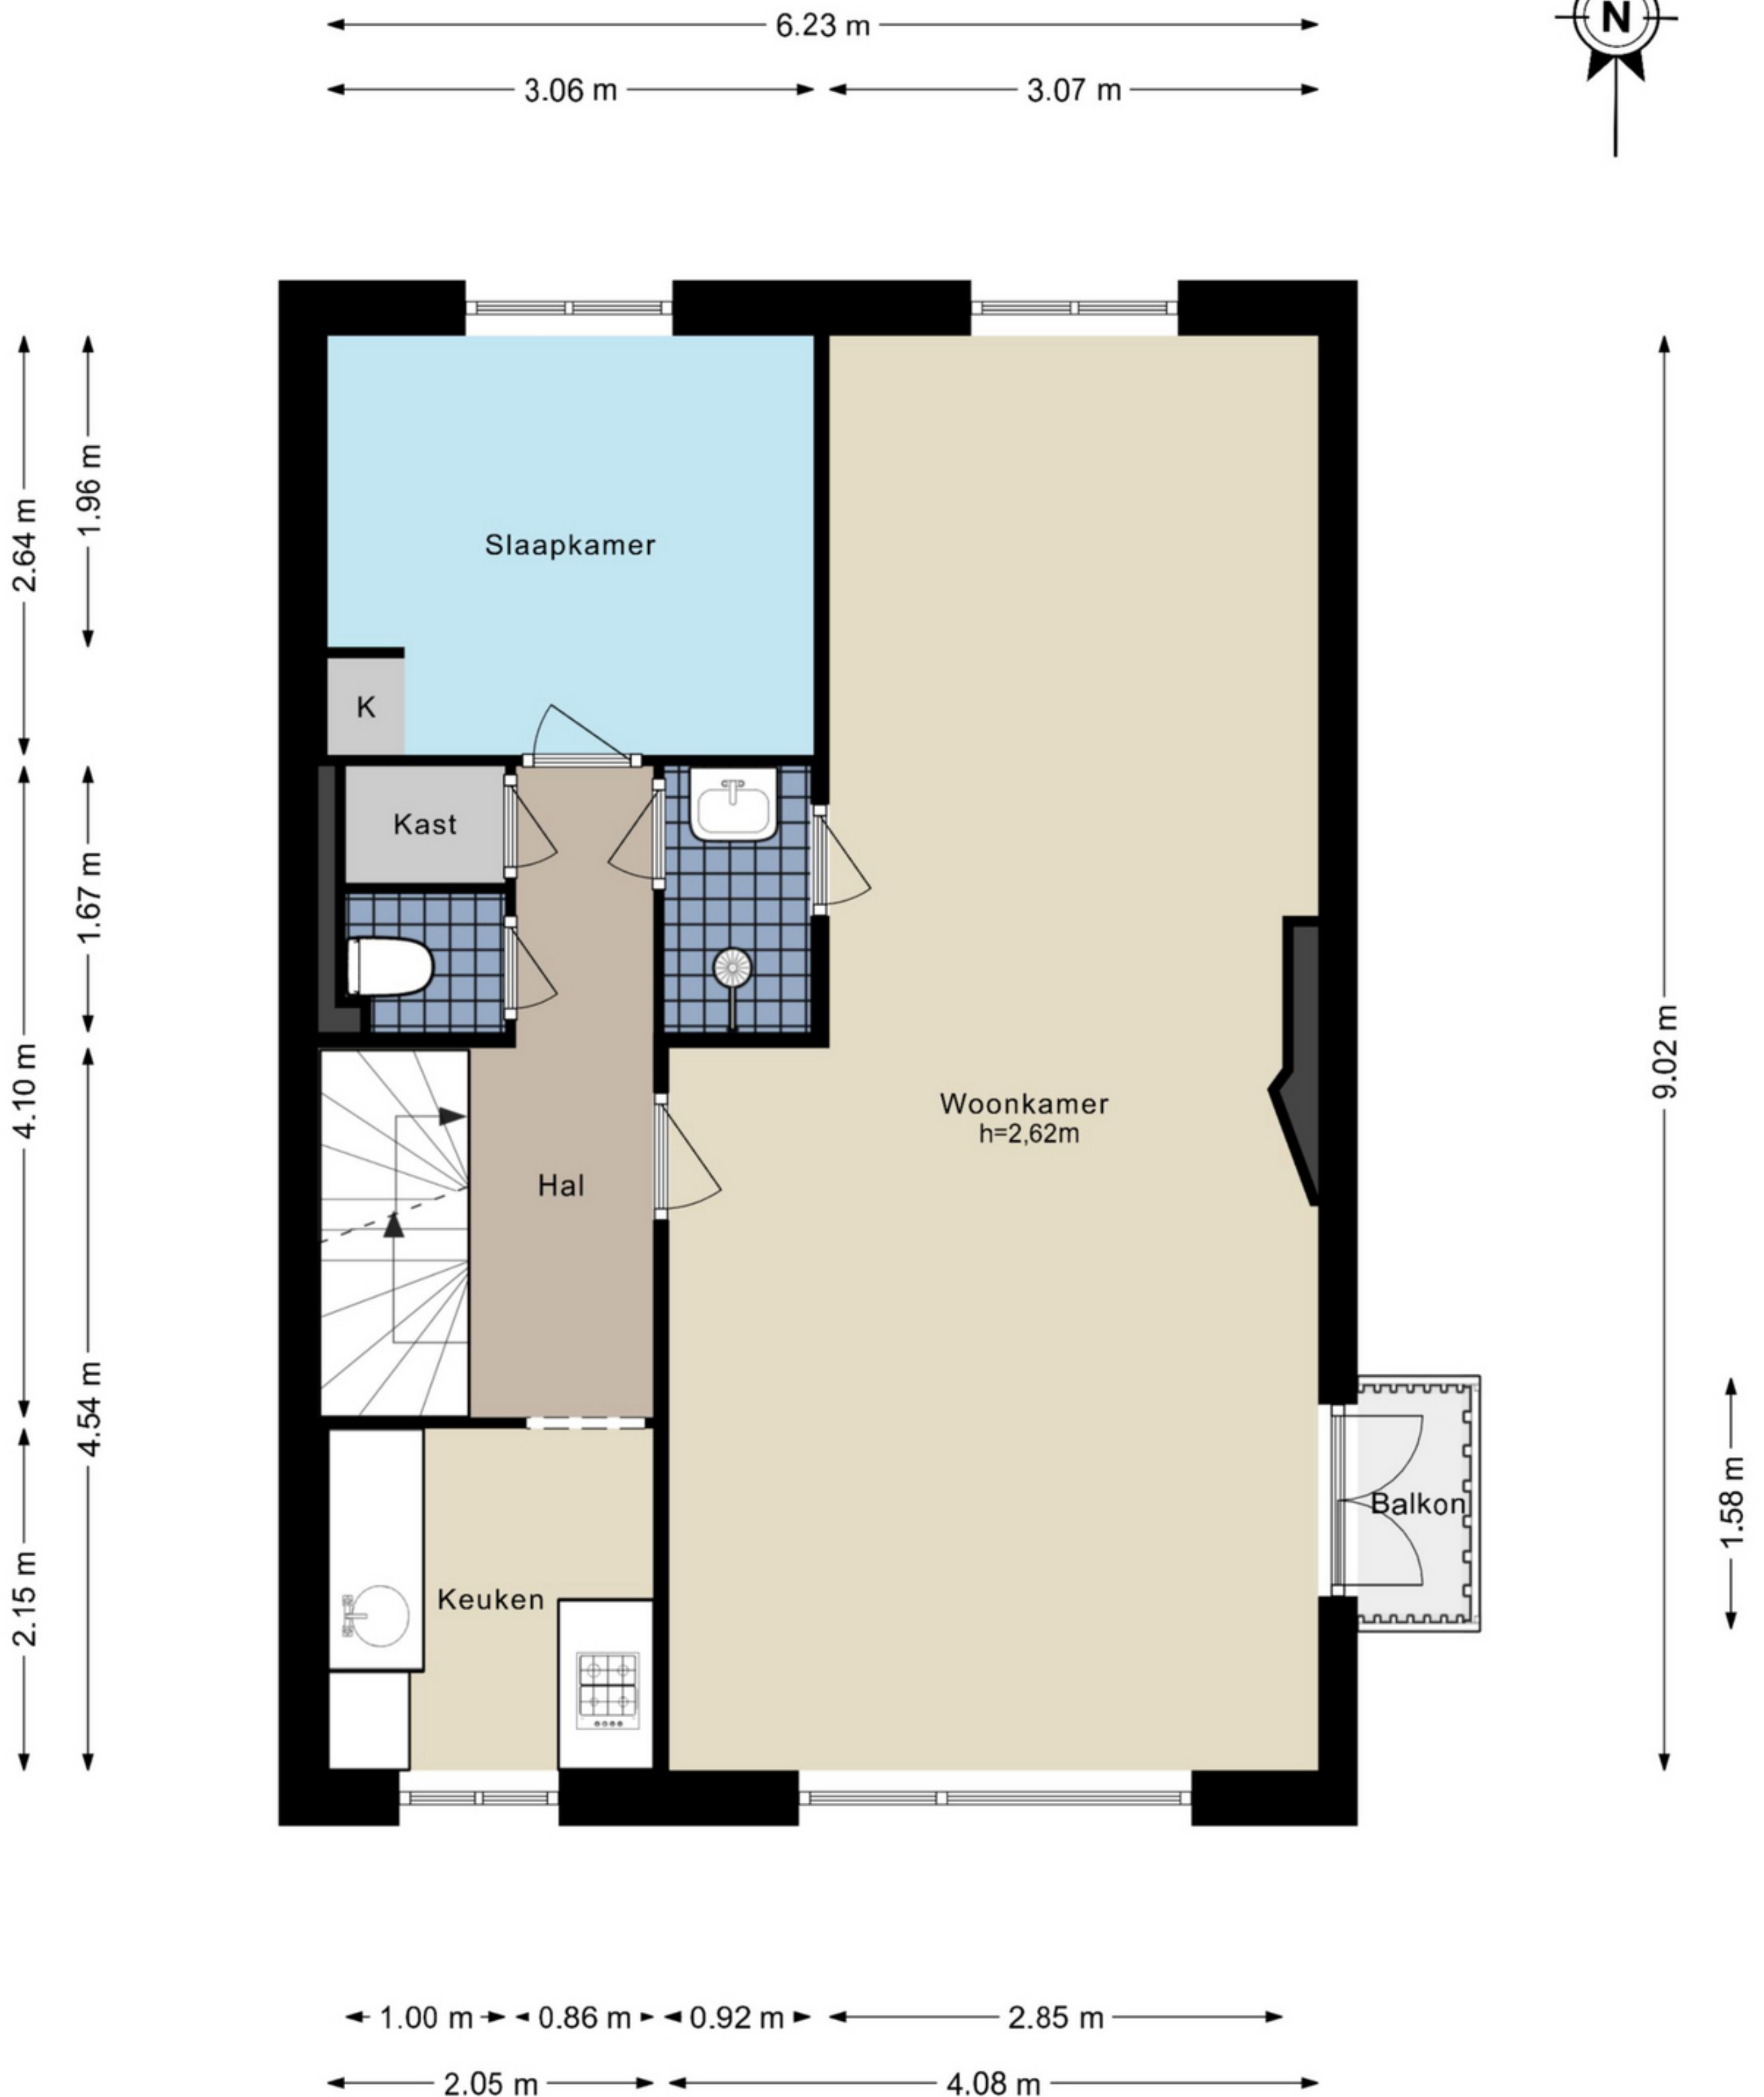 6.23 m
N
3.06 m
3.07 m
2.64 m
1.96 m
Slaapkamer
K
Kast
1.67 m
4.10 m
9.02 m
Woonkamer
h=2,62m
Hal
4.54 m
Balkon
1.58 m
2.15 m
Keuken
1.00 m
0.86 m
0.92 m
2.85 m
2.05 m
4.08 m